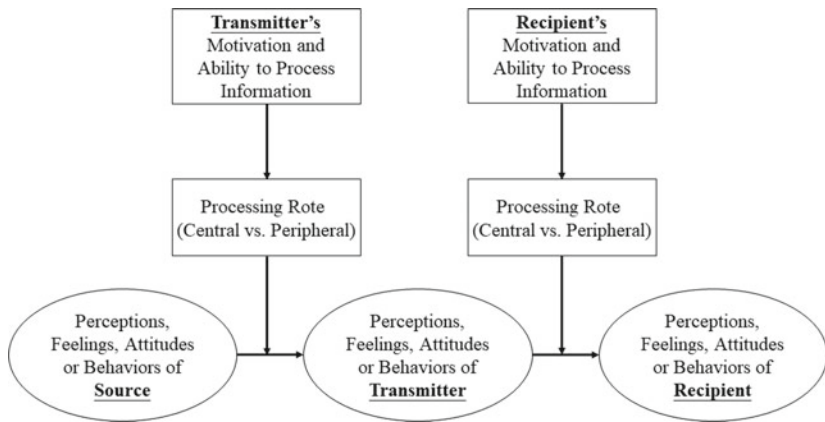 Transmitter's
Motivation and
Ability to Process
Information
Recipient's
Motivation and
Ability to Process
Information
Processing Rote
(Central vs. Peripheral)
Processing Rote
(Central vs. Peripheral)
Perceptions,
Feelings, Attitudes
or Behaviors of
Source
Perceptions,
Feelings, Attitudes
or Behaviors of
Transmitter
Perceptions,
Feelings, Attitudes
or Behaviors of
Recipient